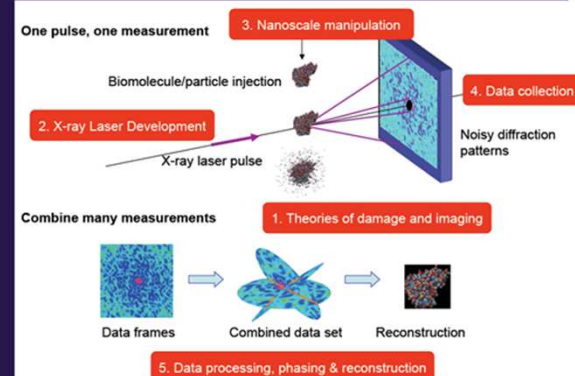 One pulse, one measurement
3. Nanoscale manipulation
Biomolecule/particle injection
4. Data collection
2. X-ray Laser Development
X-ray laser pulse
Noisy diffraction
patterns
Combine many measurements
1. Theories of damage and imaging
Data frames
Combined data set
Reconstruction
5. Data processing, phasing & reconstruction